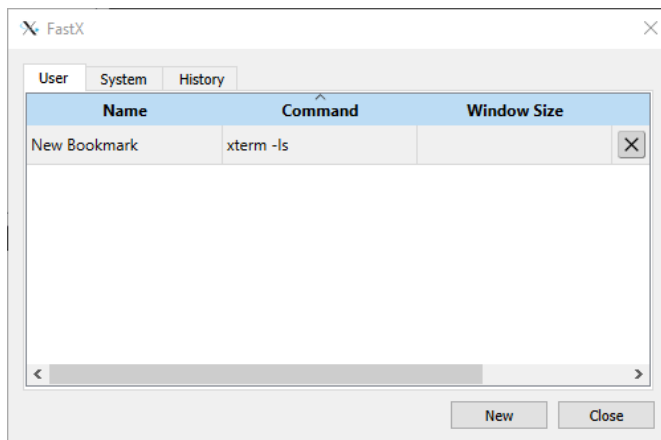 FastX
User System History
Name Command Window Size
New Bookmark xterm -ls
New Close